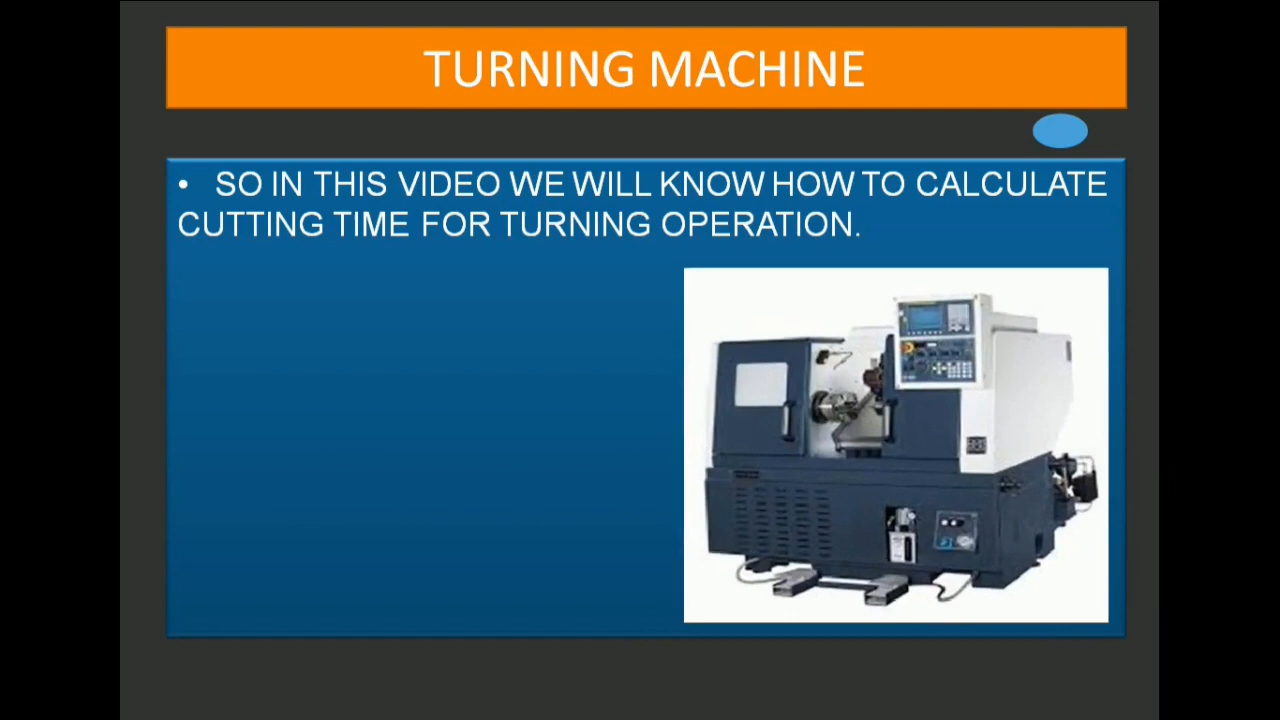 TURNING MACHINE
• SO IN THIS VIDEO WE WILL KNOW HOW TO CALCULATE
CUTTING TIME FOR TURNING OPERATION.